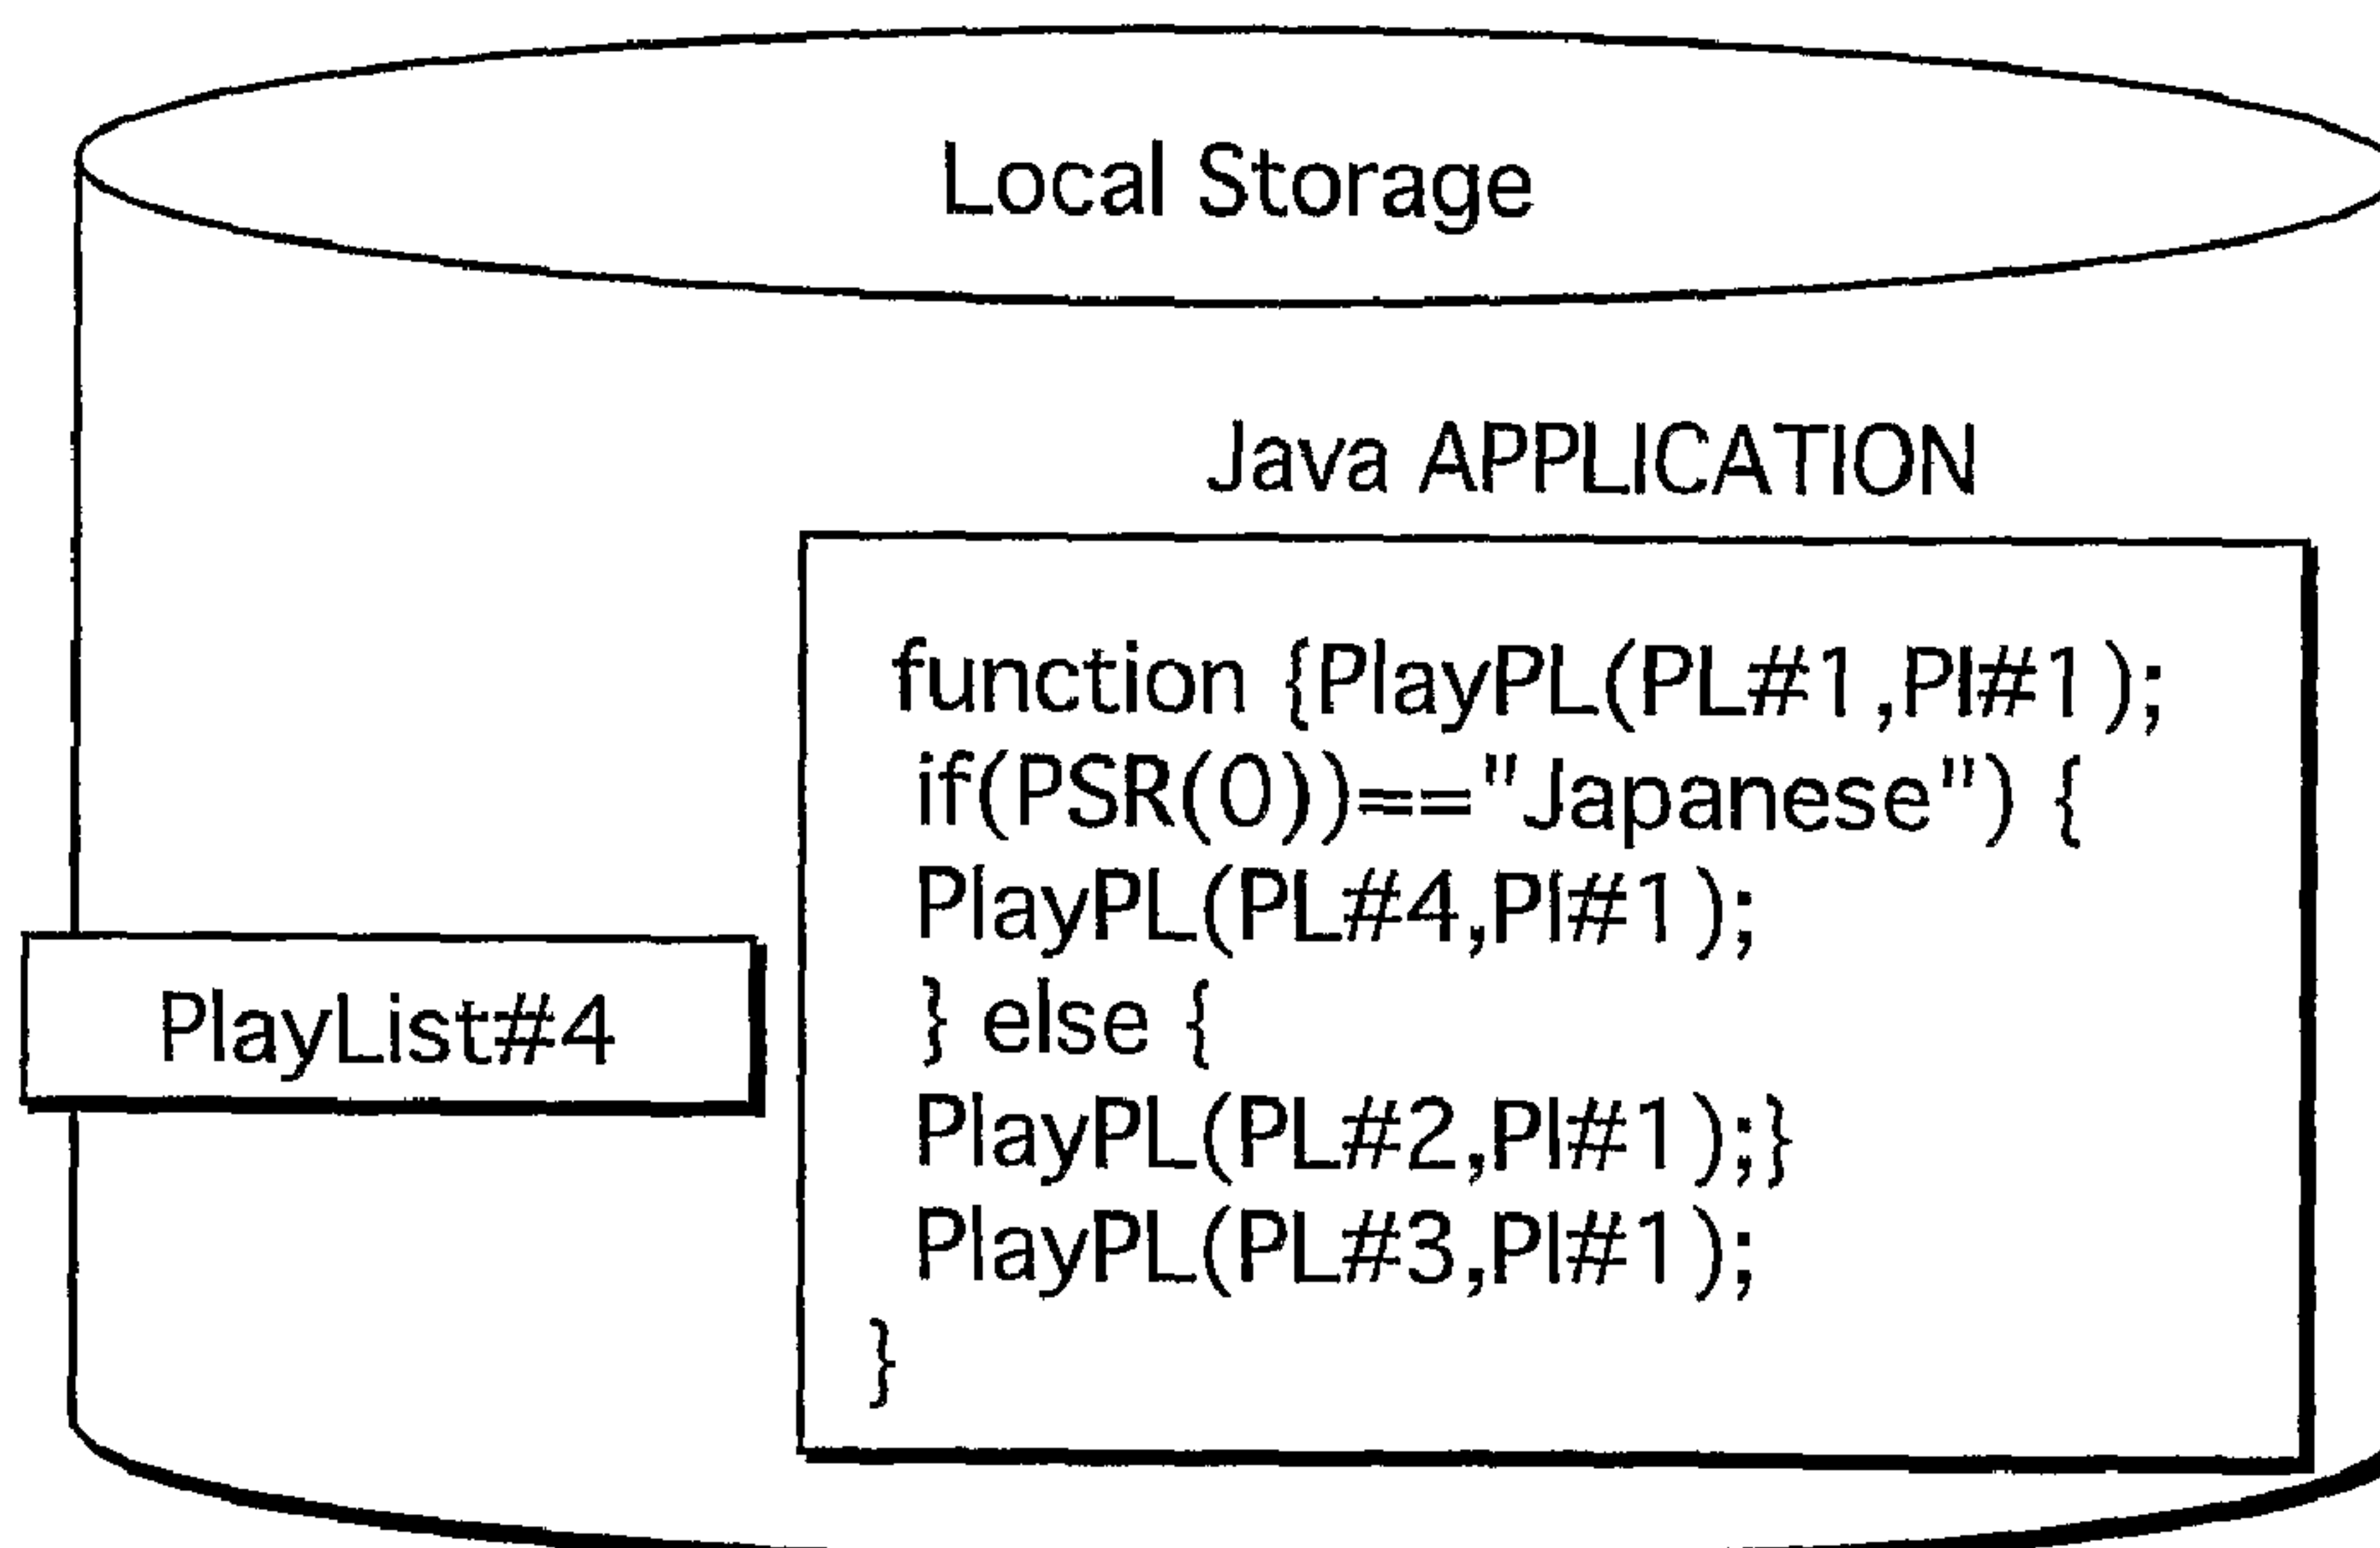 Local Storage
Java APPLICATION
function {PlayPL(PL#1,PI#1);
if(PSR(0))=="Japanese") {
PlayPL(PL#4,PI#1);
} else {
PlayPL(PL#2,PI#1);}
PlayPL(PL#3,PI#1);
}
PlayList#4